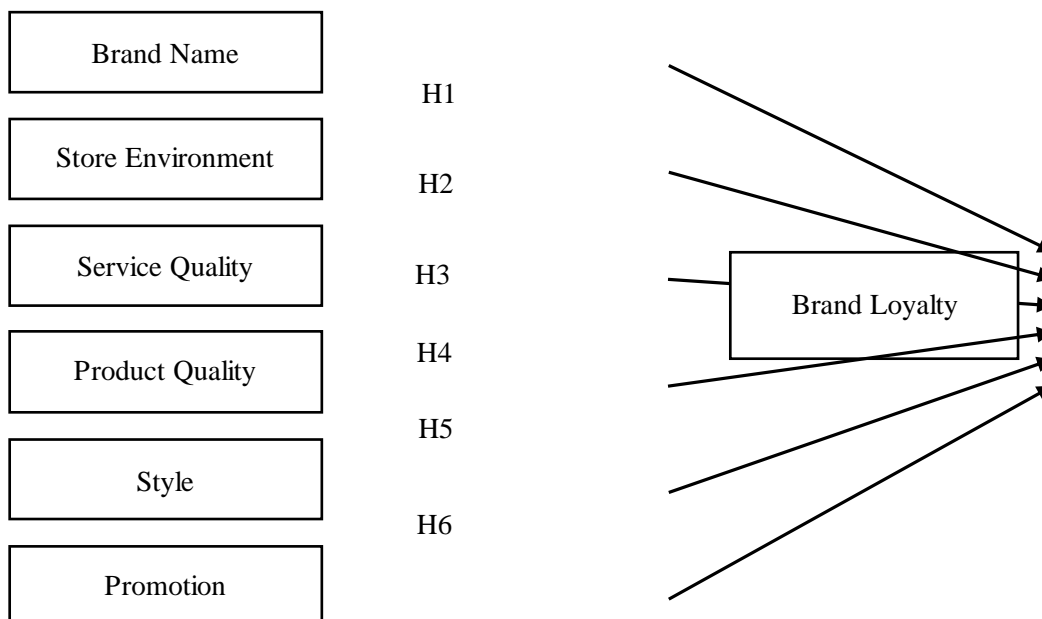 Brand Name
H1
Store Environment
H2
Service Quality
H3
Brand Loyalty
Product Quality
H4
H5
Style
H6
Promotion